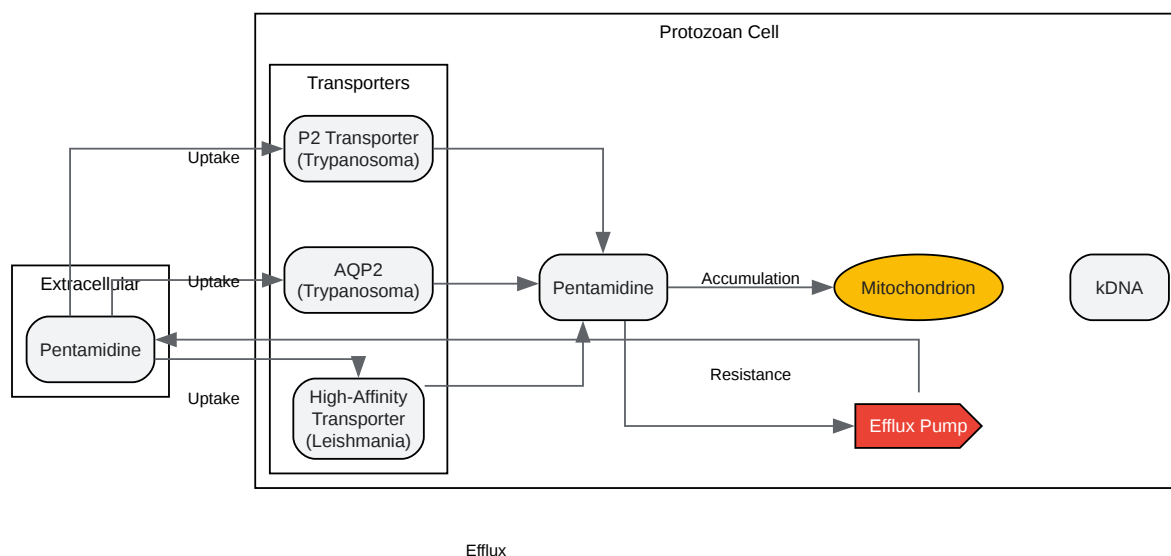 Protozoan Cell
Transporters
P2 Transporter
(Trypanosoma)
Uptake
AQP2
(Trypanosoma)
Uptake
Extracellular
Pentamidine
Pentamidine
Accumulation
Mitochondrion
kDNA
High-Affinity
Transporter
(Leishmania)
Uptake
Resistance
Efflux Pump
Efflux